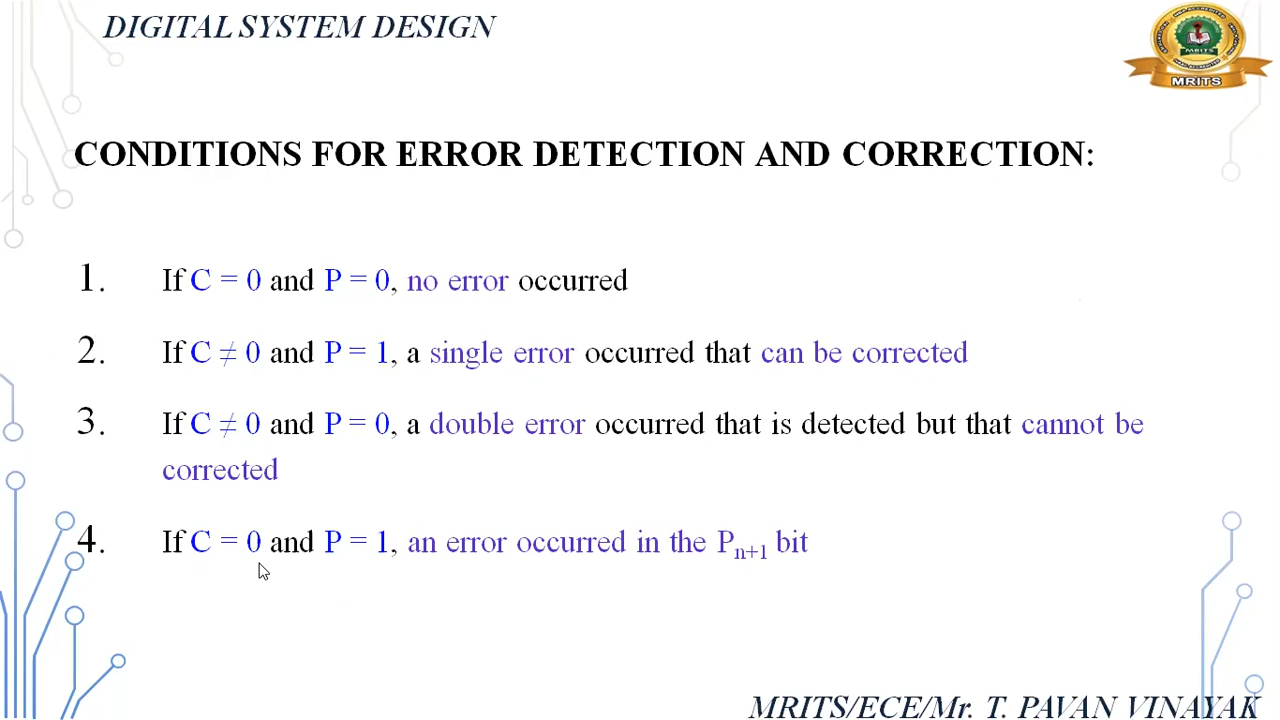 DIGITAL SYSTEM DESIGN
MRITS
MRITS
CONDITIONS FOR ERROR DETECTION AND CORRECTION:
1. If C = 0 and P = 0, no error occurred
2. If C ≠ 0 and P = 1, a single error occurred that can be corrected
3. If C ≠ 0 and P = 0, a double error occurred that is detected but that cannot be
corrected
4. If C = 0 and P = 1, an error occurred in the Pn+1 bit
MRITS/ECE/Mr. T. PAVAN VINAYAK